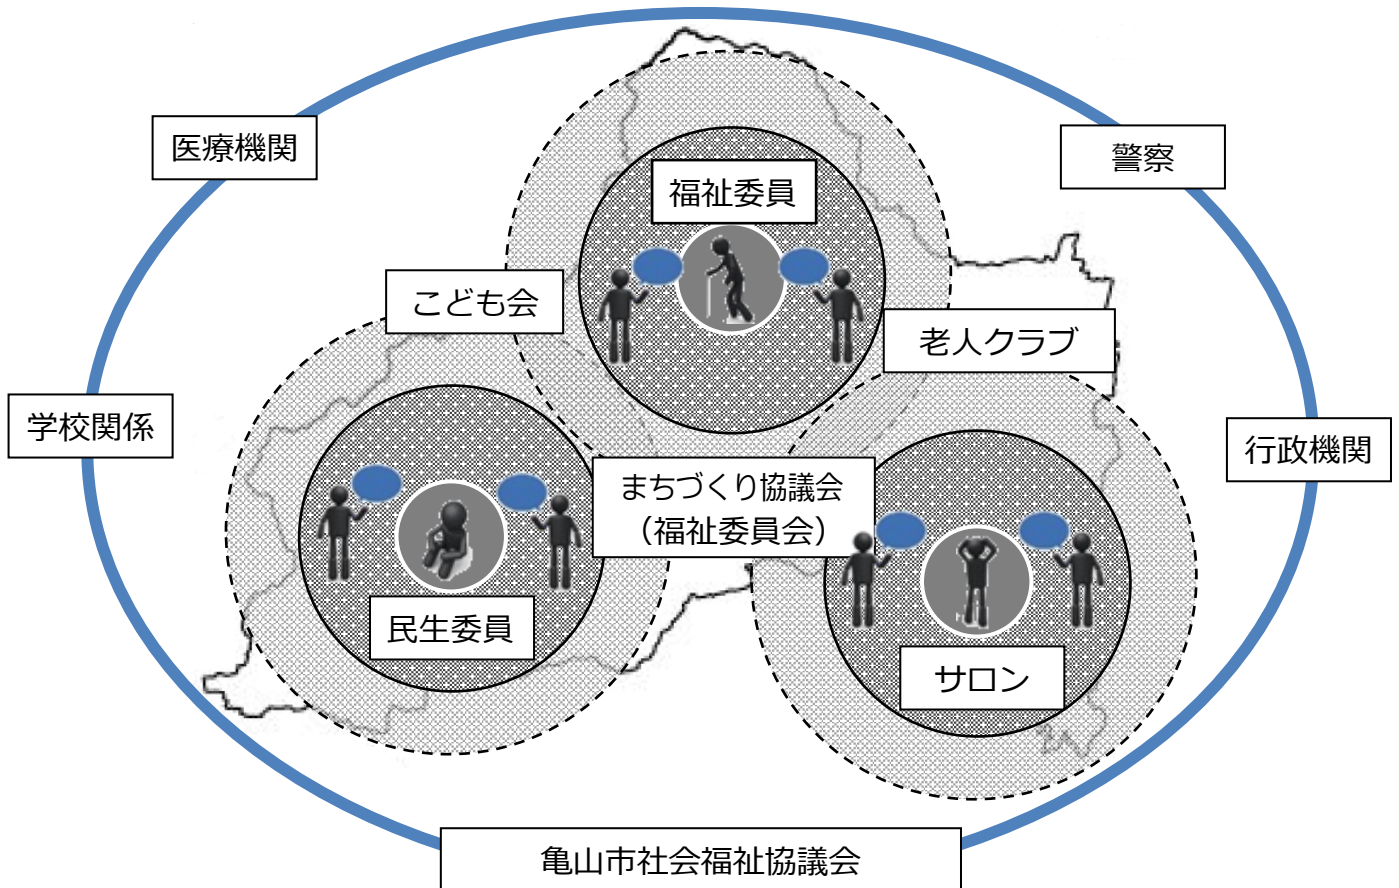 医療機関
警察
福祉委員
こども会
老人クラブ
学校関係
行政機関
まちづくり協議会
（福祉委員会）
民生委員
サロン
亀山市社会福祉協議会